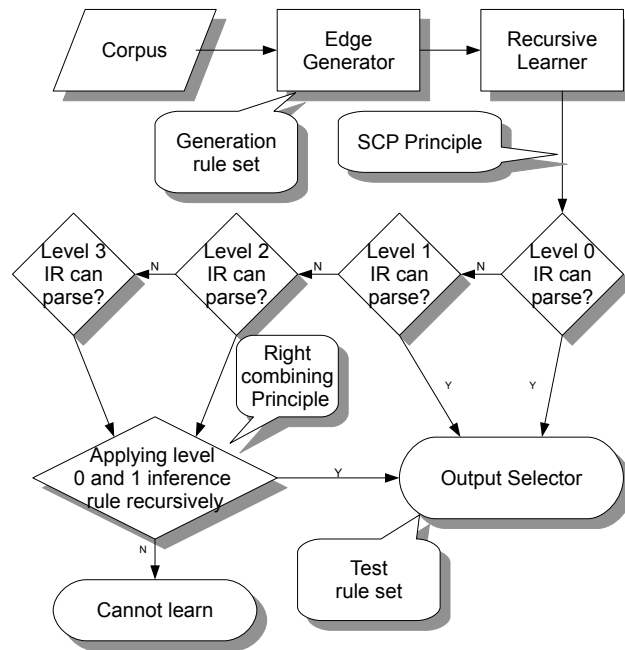 Corpus
Edge
Generator
Recursive
Learner
Generation
rule set
SCP Principle
Level 3
IR can
parse?
N
Level 2
IR can
parse?
N
Level 1
IR can
parse?
N
Level 0
IR can
parse?
Right
combining
Principle
Y
Y
Applying level
0 and 1 inference
rule recursively
Y
Output Selector
N
Test
rule set
Cannot learn